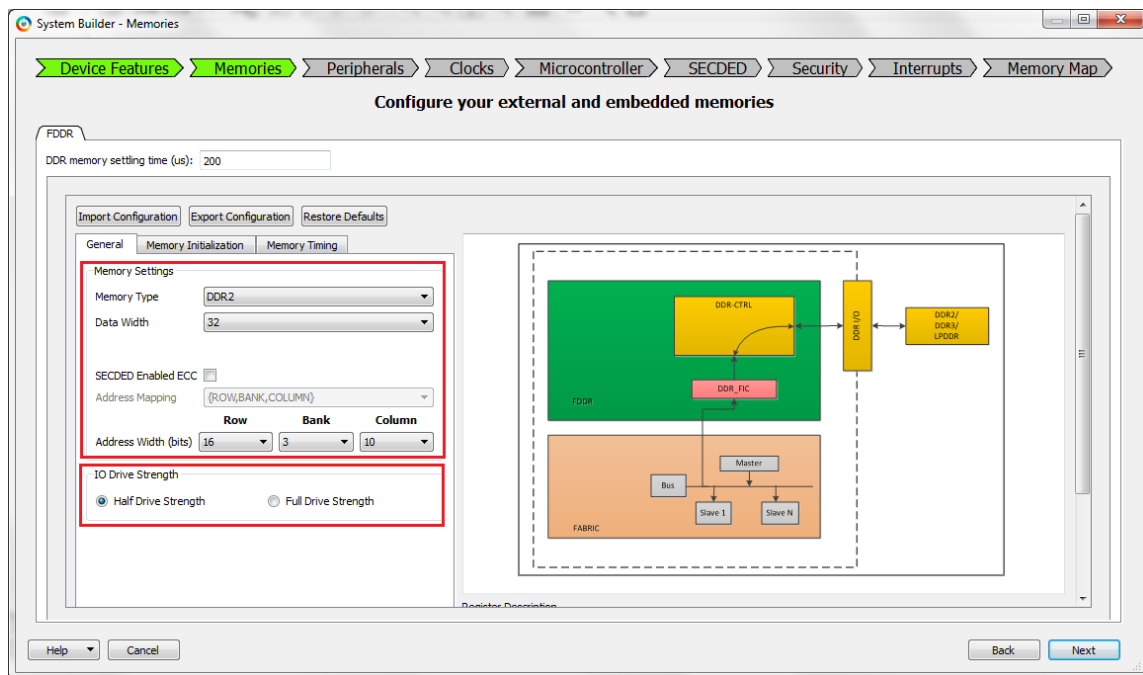 System Builder - Memories
Device Features Memories Peripherals Clocks Microcontroller SECDED Security Interrupts Memory Map
Configure your external and embedded memories
FDDR
DDR memory settling time (us): 200
Import Configuration Export Configuration Restore Defaults
General Memory Initialization Memory Timing
Memory Settings
Memory Type DDR2
Data Width 32
SECDED Enabled ECC
Address Mapping {ROW,BANK,COLUMN}
Row Bank Column
Address Width (bits) 16 3 10
IO Drive Strength
Half Drive Strength Full Drive Strength
DDR-CTRL
DDR I/O
DDR2/
DDR3/
LPDDR
DDR_FIC
FDDR
Master
Bus
Slave 1 Slave N
FABRIC
Register Description
Help Cancel Back Next